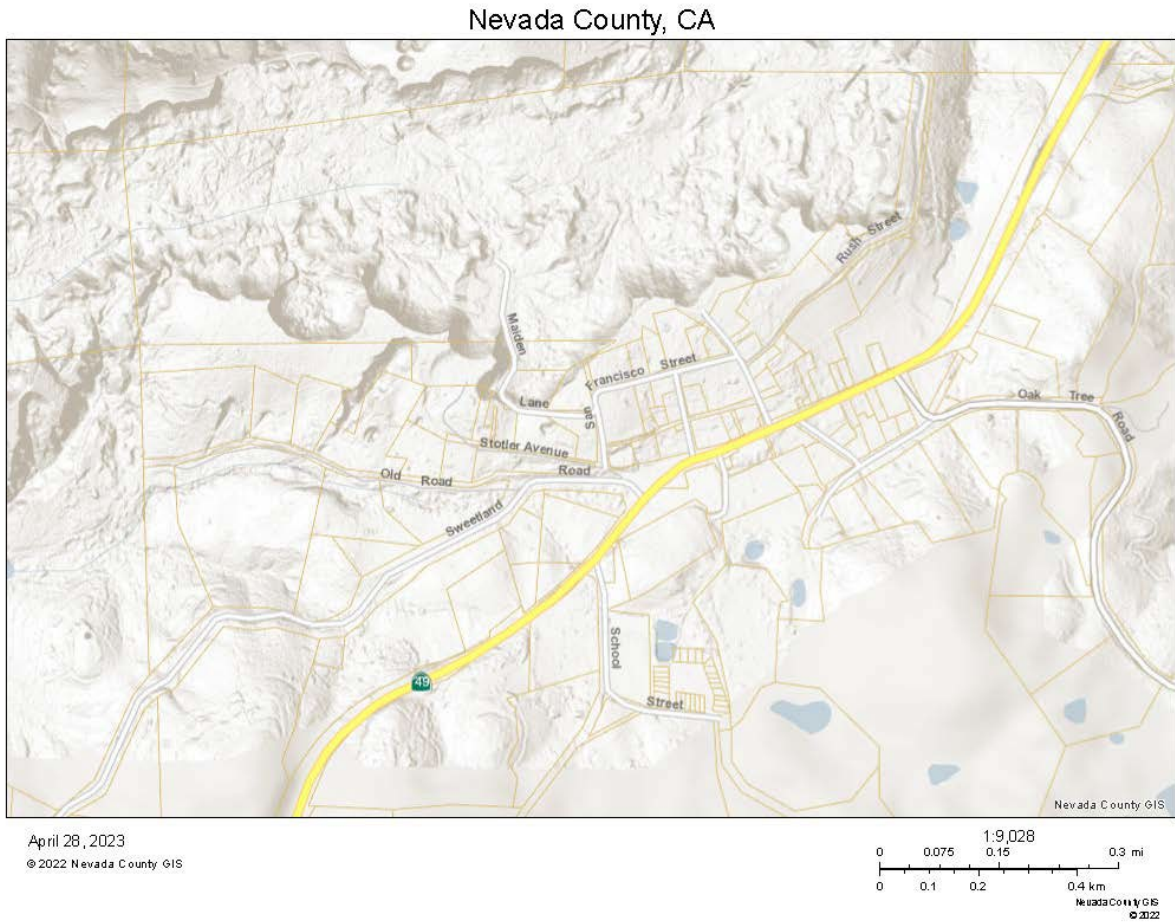 Nevada County, CA
Rush Street
Maiden
Lane
San
Francisco Street
Oak Tree
Road
Stotler Avenue
Old Road
Road
Sweetland
School
Street
49
Nevada County GIS
April 28, 2023
© 2022 Nevada County GIS
1:9,028
0 0.075 0.15 0.3 mi
0 0.1 0.2 0.4 km
Nevada County GIS
© 2022